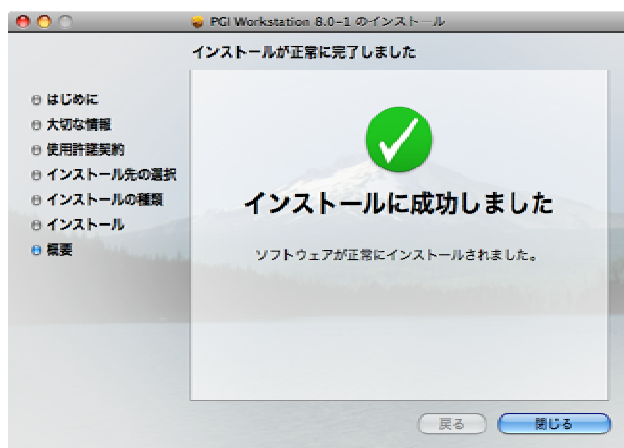 PGI Workstation 8.0-1 のインストール
インストールが正常に完了しました
はじめに
大切な情報
使用許諾契約
インストール先の選択
インストールの種類
インストール
概要
インストールに成功しました
ソフトウェアが正常にインストールされました。
戻る
閉じる